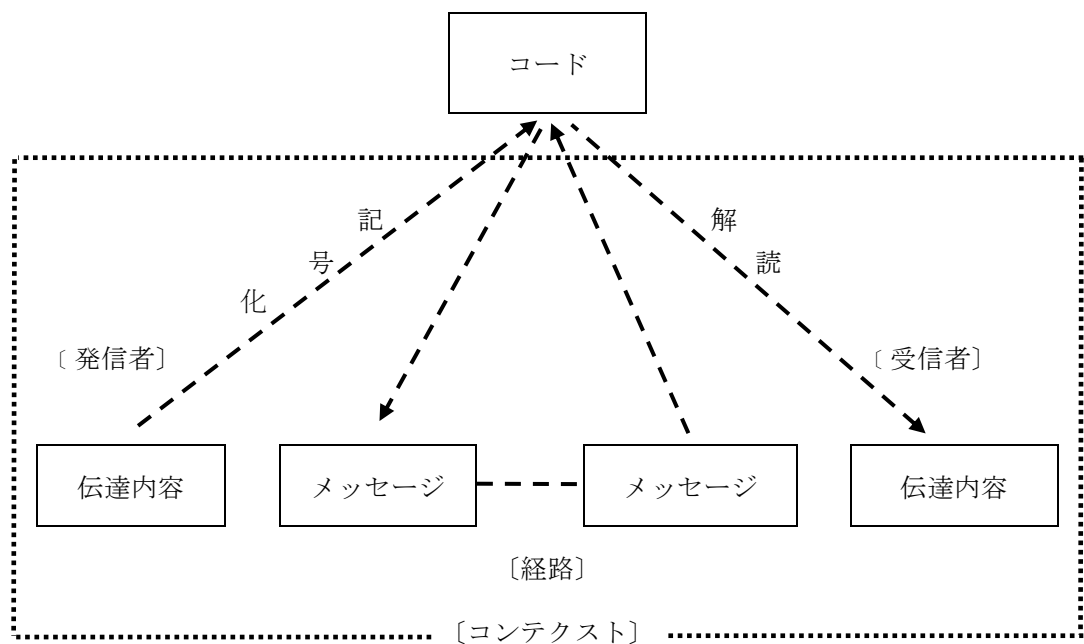 コード
記号化
解読
〔発信者〕
〔受信者〕
伝達内容
メッセージ
メッセージ
伝達内容
〔経路〕
〔コンテクスト〕